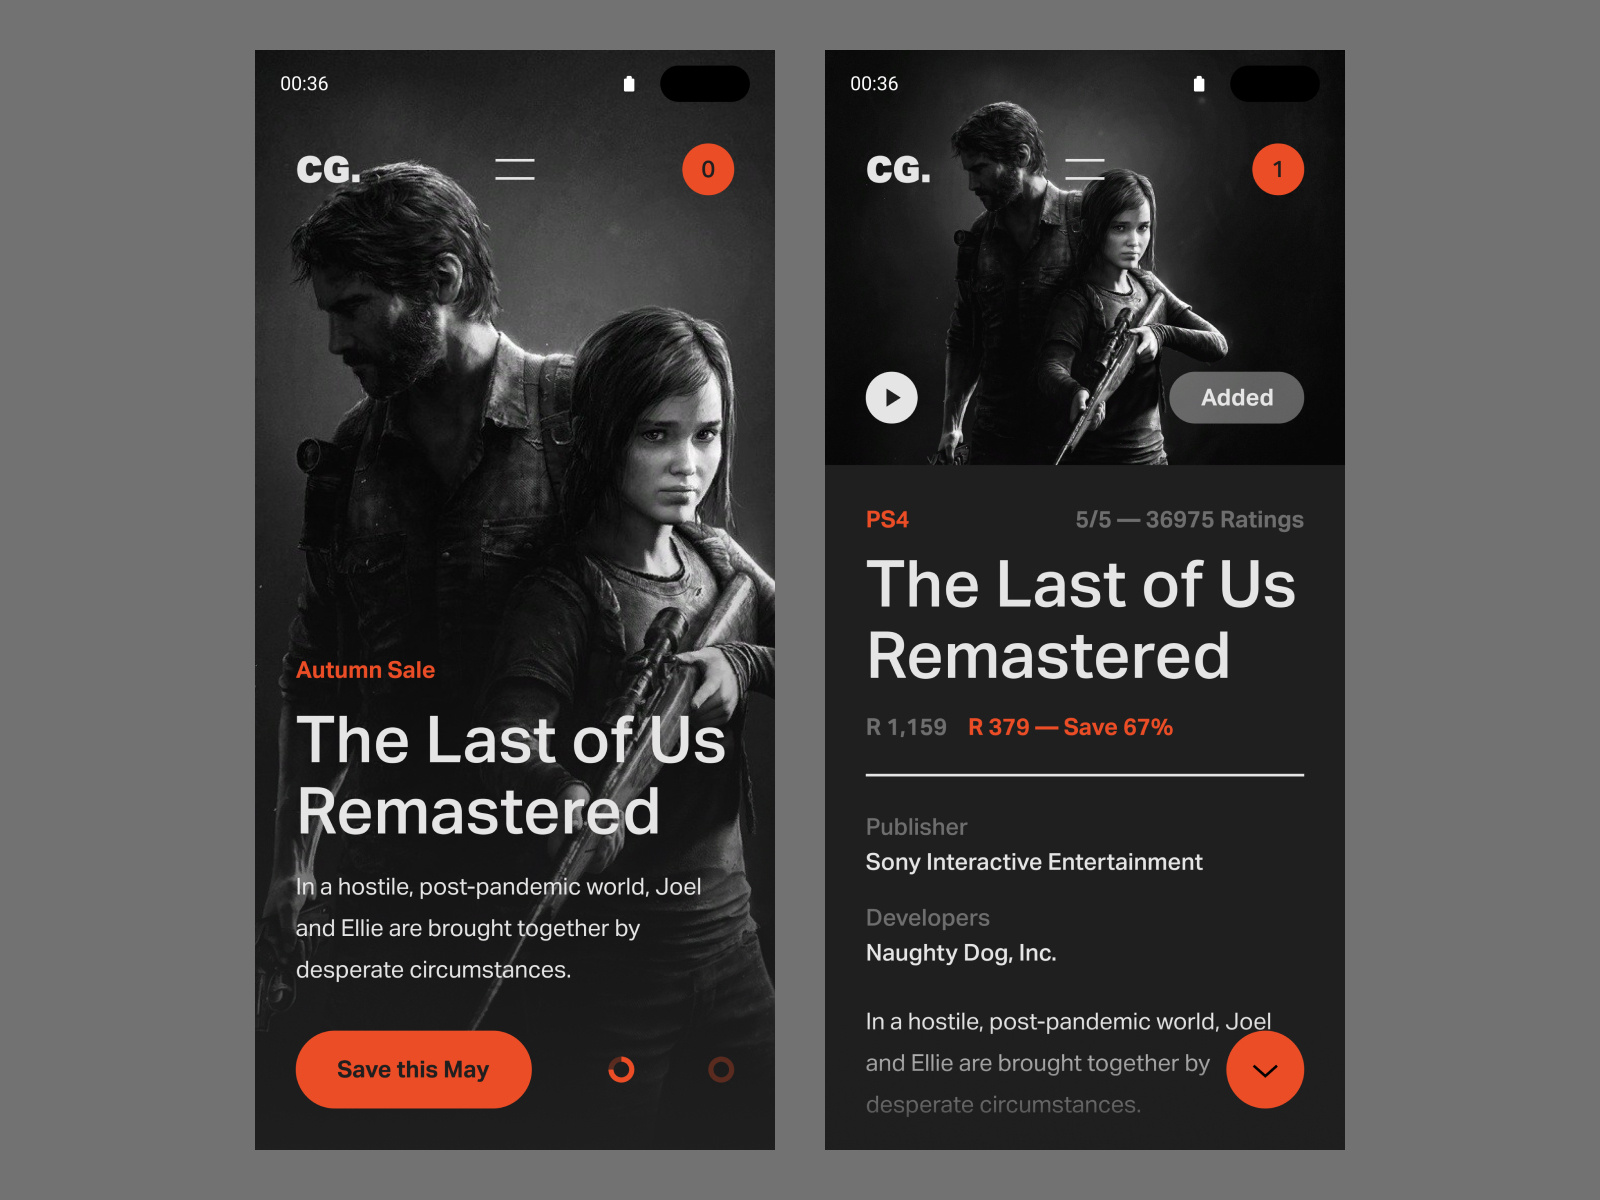 00:36
CG.
0
Autumn Sale
The Last of Us
Remastered
In a hostile, post-pandemic world, Joel
and Ellie are brought together by
desperate circumstances.
Save this May
00:36
CG.
1
Added
PS4
5/5 — 36975 Ratings
The Last of Us
Remastered
R 1,159 R 379 — Save 67%
Publisher
Sony Interactive Entertainment
Developers
Naughty Dog, Inc.
In a hostile, post-pandemic world, Joel
and Ellie are brought together by
desperate circumstances.